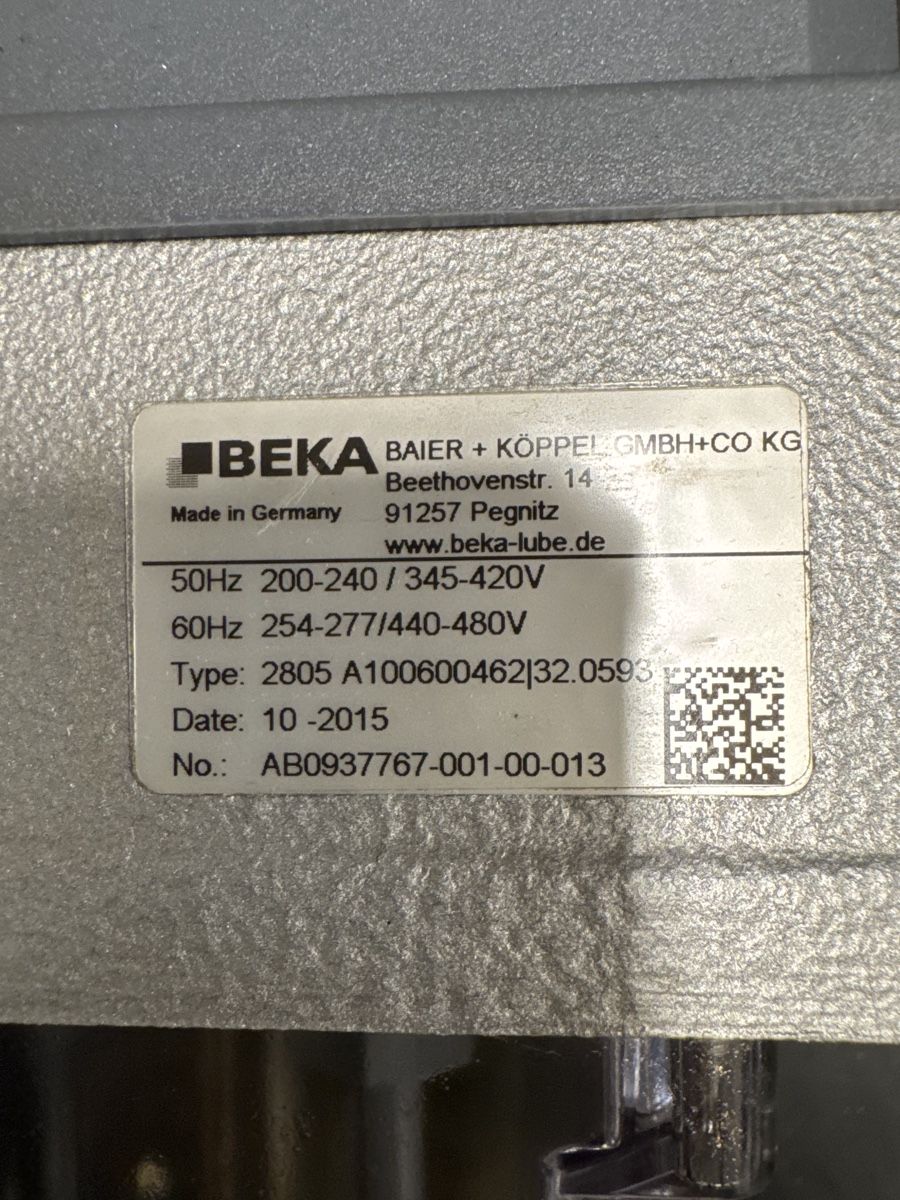 BEKA BAIER + KÖPPEL GMBH+CO KG
Beethovenstr. 14
Made in Germany 91257 Pegnitz
www.beka-lube.de
50Hz 200-240 / 345-420V
60Hz 254-277/440-480V
Type: 2805 A100600462|32.0593
Date: 10 -2015
No.: AB0937767-001-00-013